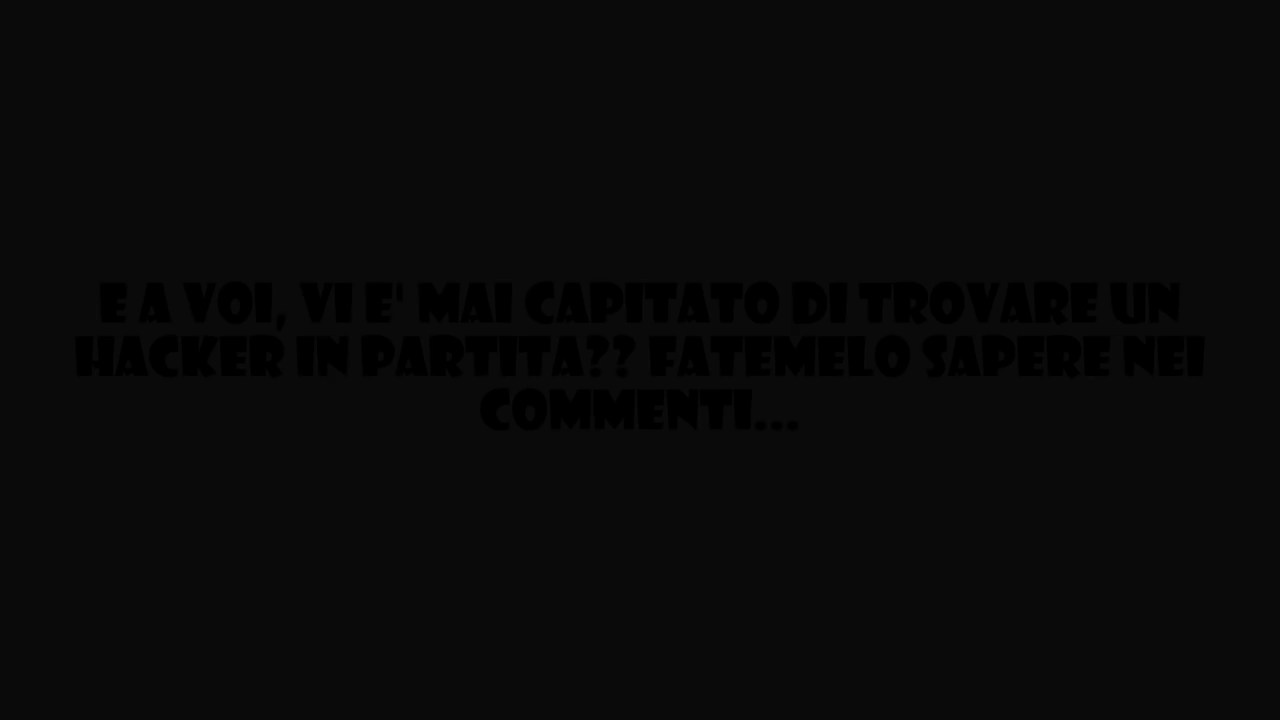 E A VOI, VI E' MAI CAPITATO DI TROVARE UN
HACKER IN PARTITA?? FATEMELO SAPERE NEI
COMMENTI...